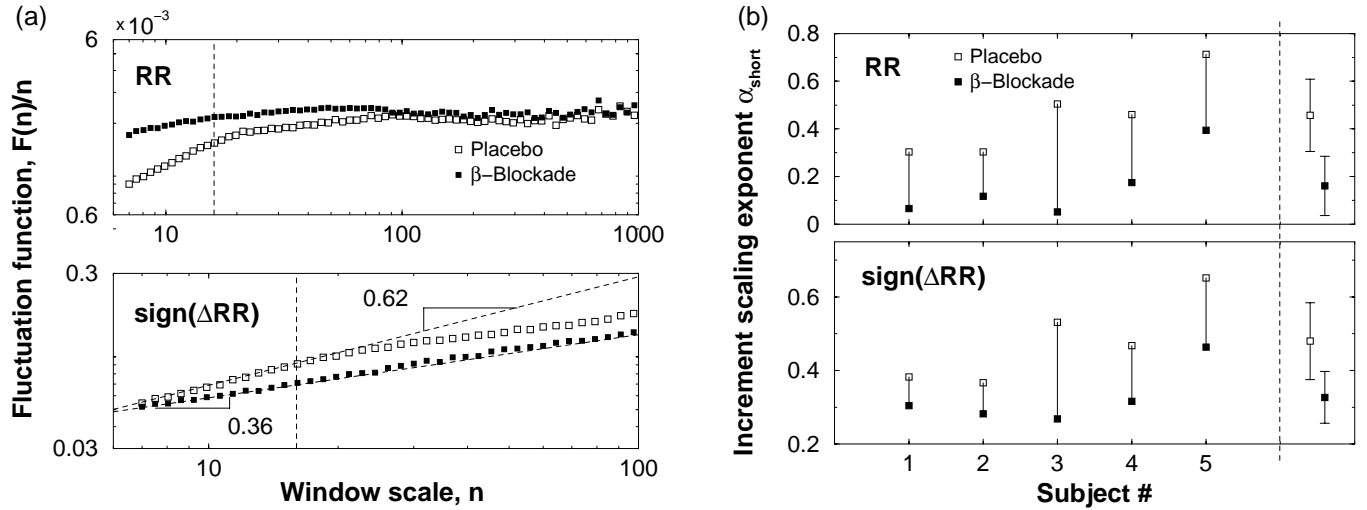 (a)
× 10⁻³
6
RR
□ Placebo
■ β−Blockade
0.6
10
100
1000
Fluctuation function, F(n)/n
0.3
sign(ΔRR)
0.62
0.36
0.03
10
100
Window scale, n
(b)
0.8
RR
□ Placebo
■ β−Blockade
0.6
0.4
0.2
0
Increment scaling exponent α_short
sign(ΔRR)
0.6
0.4
0.2
1 2 3 4 5
Subject #